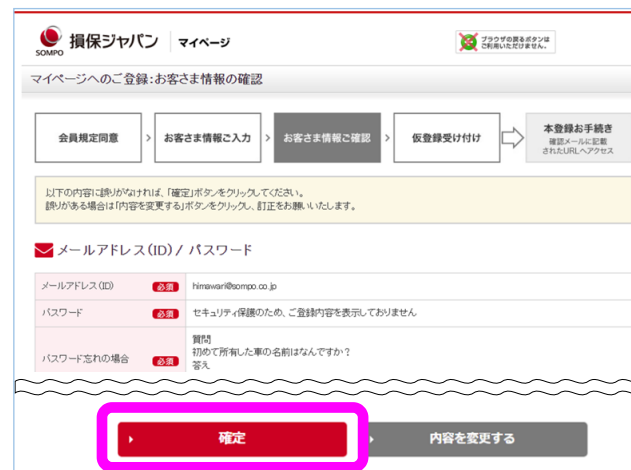 SOMPO 損保ジャパン マイページ
ブラウザの戻るボタンは
ご利用いただけません。
マイページへのご登録:お客さま情報の確認
会員規定同意 > お客さま情報ご入力 > お客さま情報ご確認 > 仮登録受け付け 本登録お手続き
確認メールに記載
されたURLへアクセス
以下の内容に誤りがなければ、「確定」ボタンをクリックしてください。
誤りがある場合は「内容を変更する」ボタンをクリックし、訂正をお願いいたします。
メールアドレス(ID) / パスワード
メールアドレス(ID) 必須 himawari@sompo.co.jp
パスワード 必須 セキュリティ保護のため、ご登録内容を表示しておりません
質問
初めて所有した車の名前はなんですか?
パスワード忘れの場合 必須 答え
確定 内容を変更する